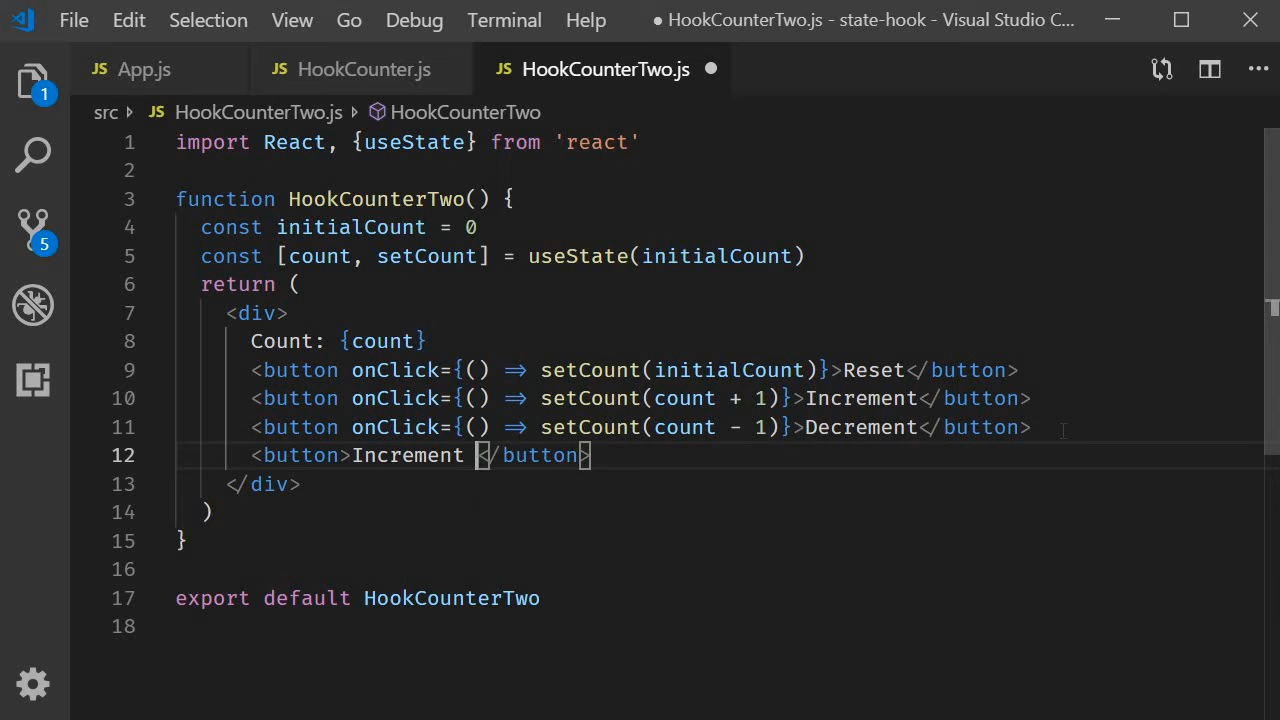 File Edit Selection View Go Debug Terminal Help ● HookCounterTwo.js - state-hook - Visual Studio C...
JS App.js JS HookCounter.js JS HookCounterTwo.js
src JS HookCounterTwo.js HookCounterTwo
1 import React, {useState} from 'react'
2
3 function HookCounterTwo() {
4 const initialCount = 0
5 const [count, setCount] = useState(initialCount)
6 return (
7 <div>
8 Count: {count}
9 <button onClick={() => setCount(initialCount)}>Reset</button>
10 <button onClick={() => setCount(count + 1)}>Increment</button>
11 <button onClick={() => setCount(count - 1)}>Decrement</button>
12 <button>Increment </button>
13 </div>
14 )
15 }
16
17 export default HookCounterTwo
18
1
5